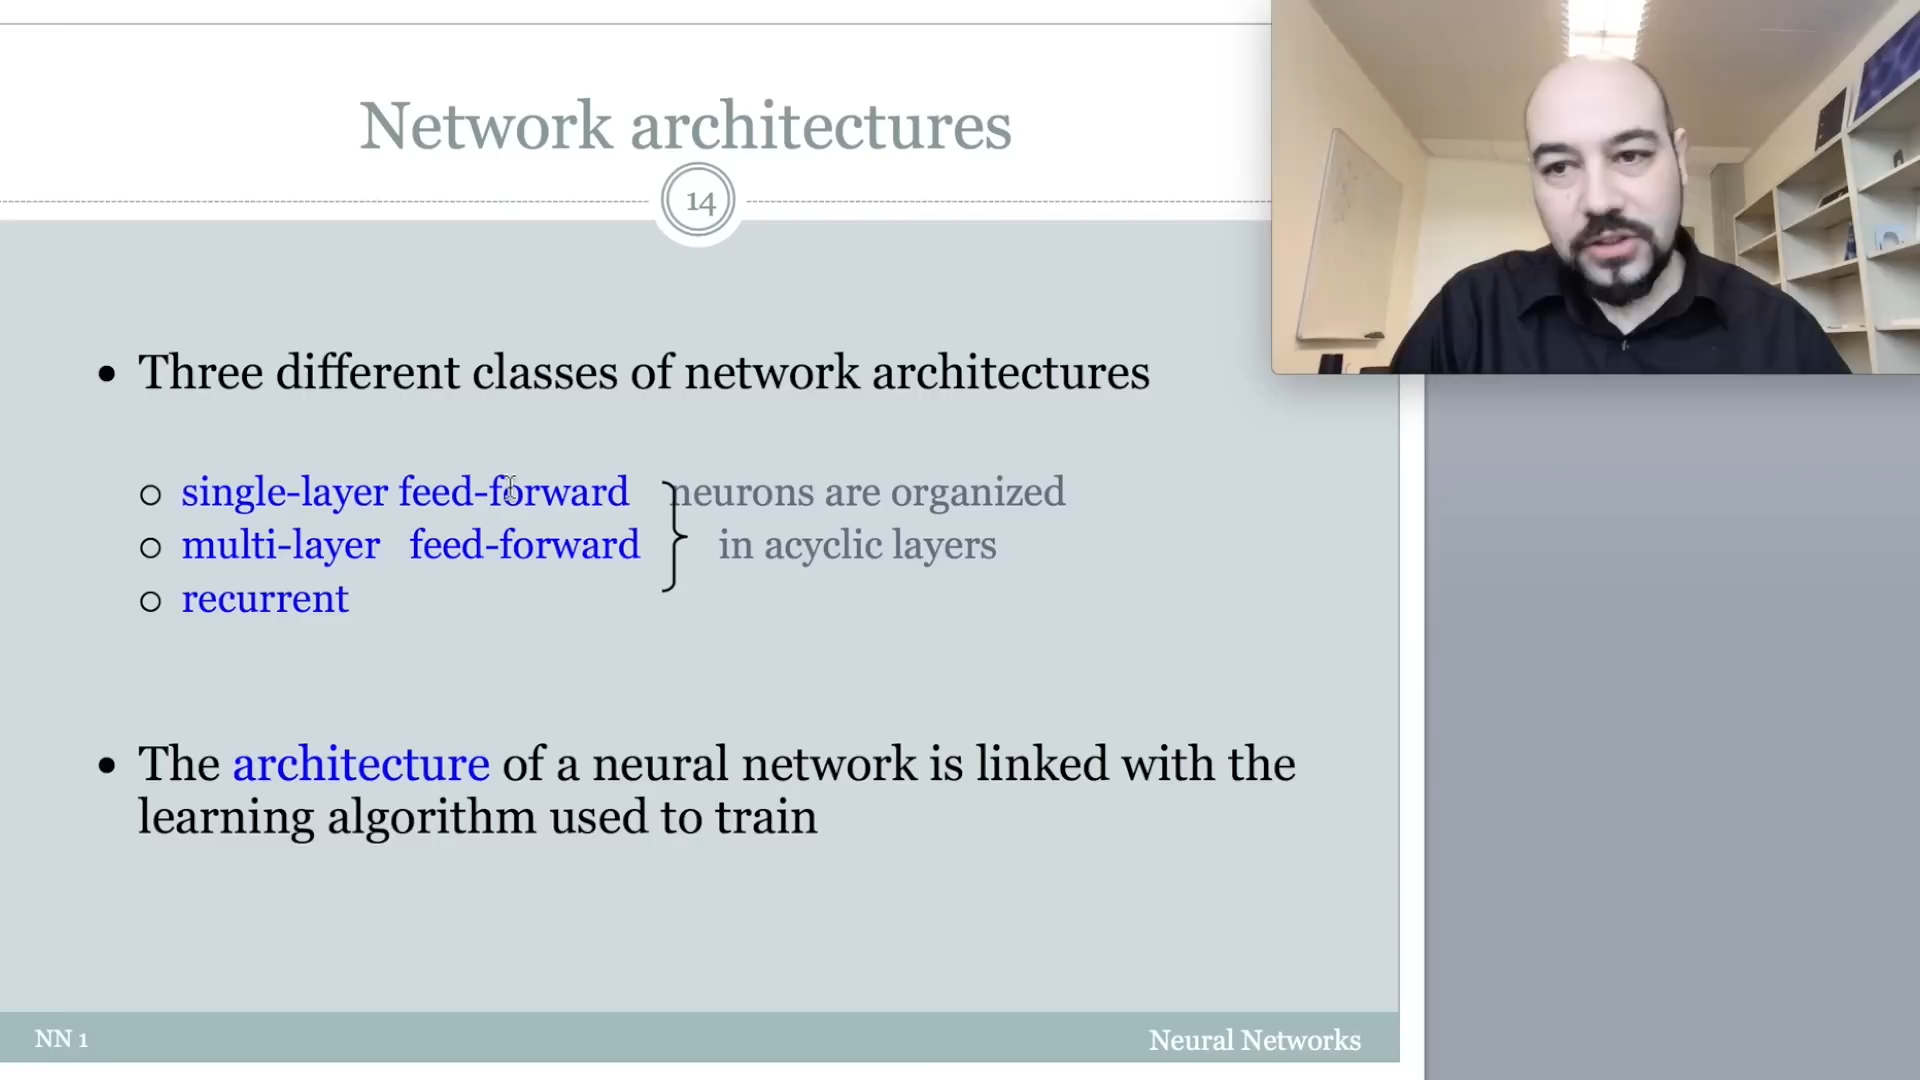 Network architectures
14
• Three different classes of network architectures
○ single-layer feed-forward neurons are organized
○ multi-layer feed-forward in acyclic layers
○ recurrent
• The architecture of a neural network is linked with the
learning algorithm used to train
NN 1 Neural Networks